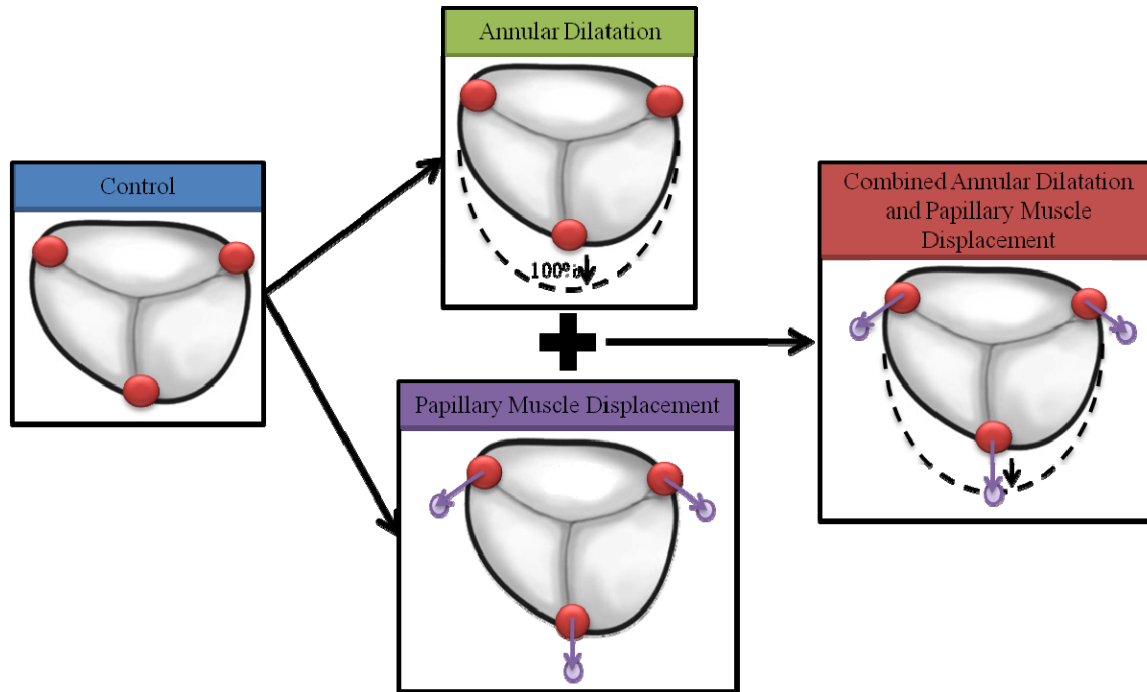 Annular Dilatation
100%
Control
Combined Annular Dilatation
and Papillary Muscle
Displacement
Papillary Muscle Displacement